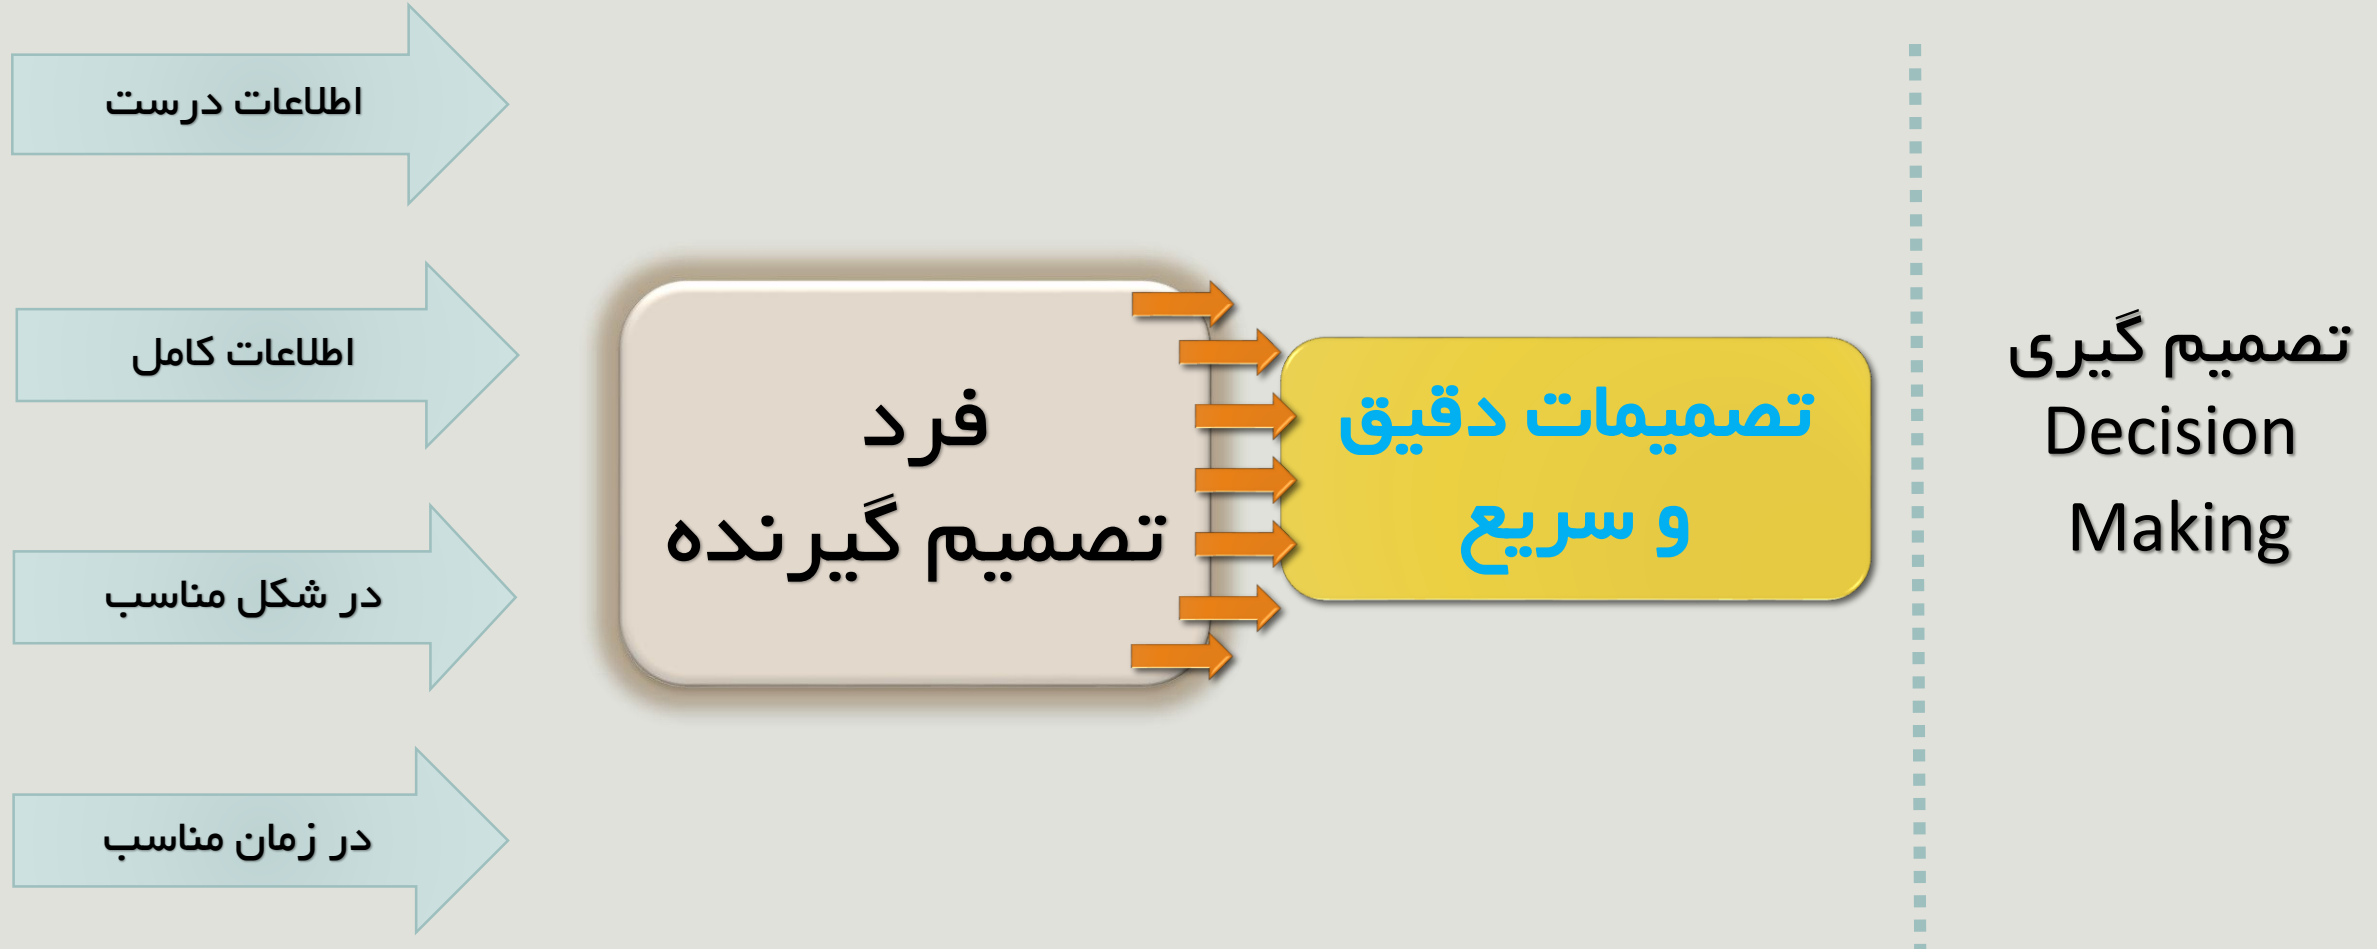 اطلاعات درست
اطلاعات کامل
در شکل مناسب
در زمان مناسب
فرد
تصمیم گیرنده
تصمیمات دقیق
و سریع
تصمیم گیری
Decision
Making